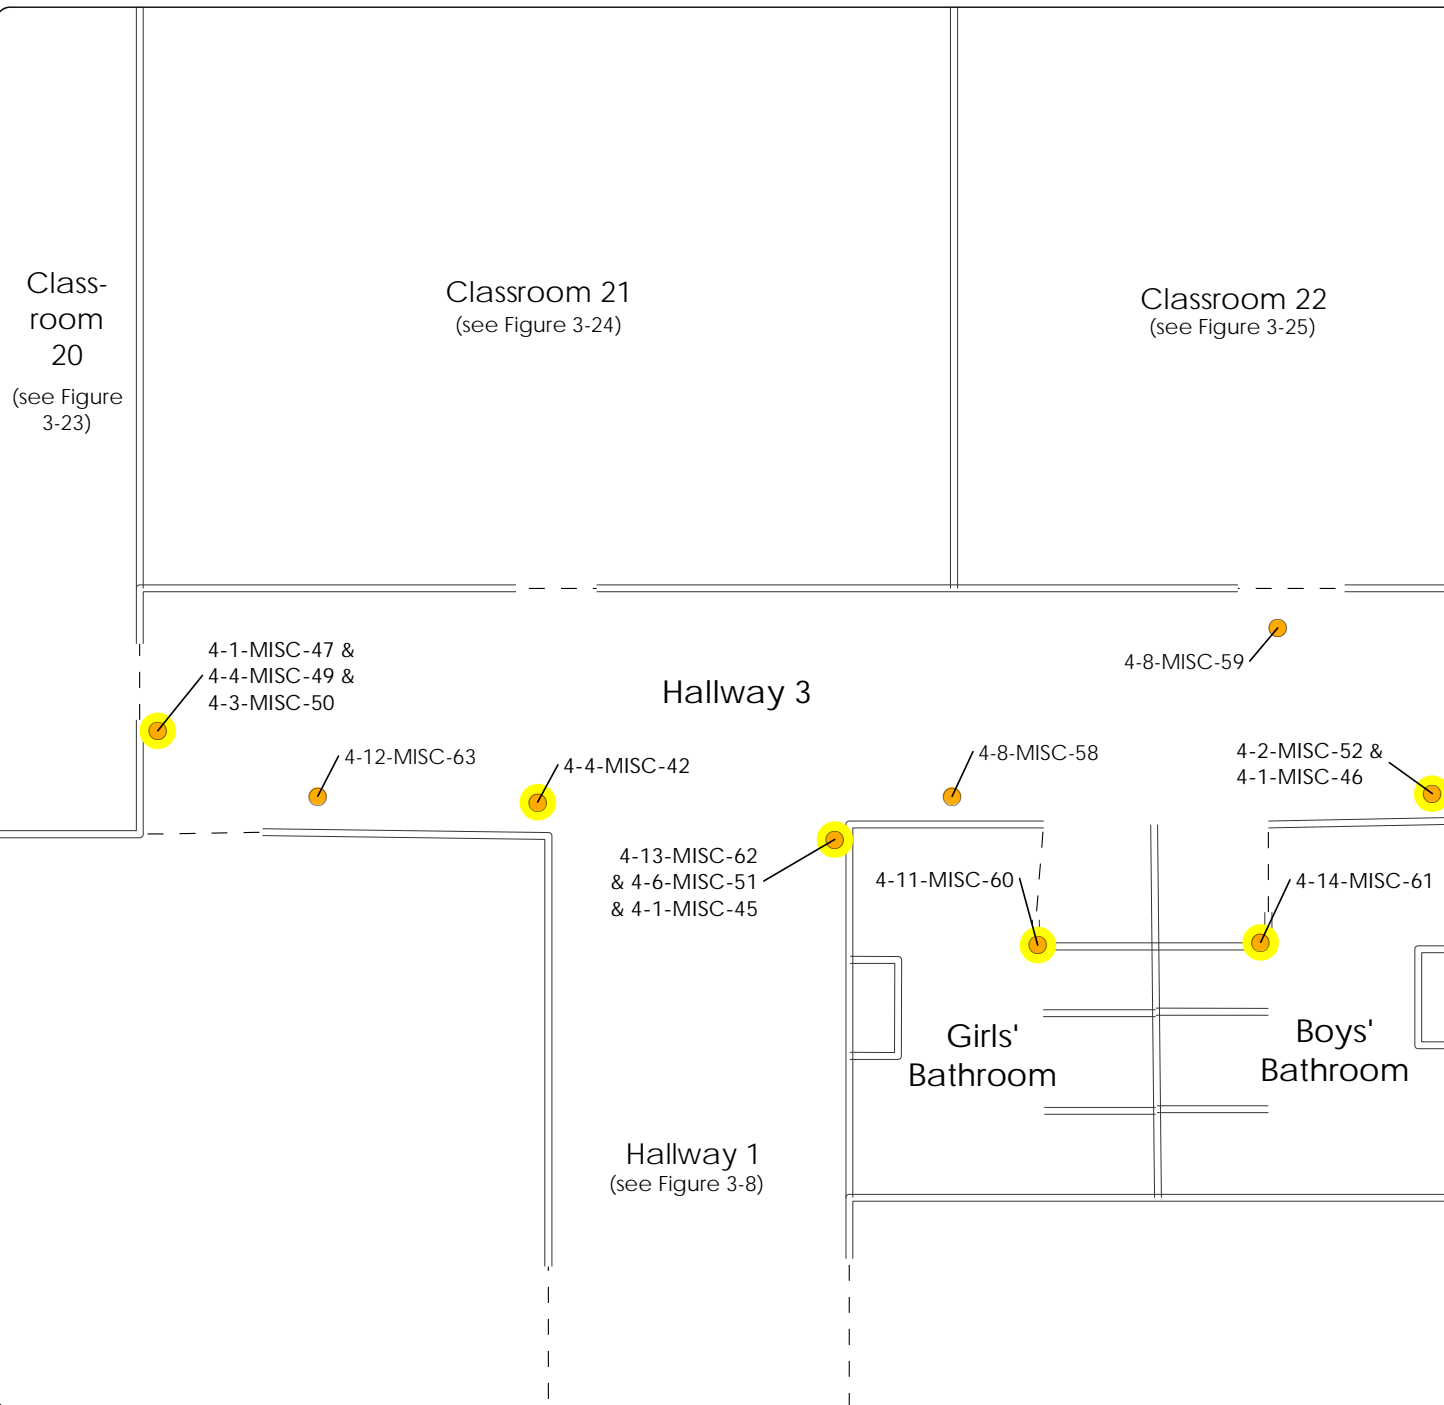 Class-
room
20
(see Figure
3-23)
Classroom 21
(see Figure 3-24)
Classroom 22
(see Figure 3-25)
4-1-MISC-47 &
4-4-MISC-49 &
4-3-MISC-50
4-8-MISC-59
Hallway 3
4-12-MISC-63
4-4-MISC-42
4-8-MISC-58
4-2-MISC-52 &
4-1-MISC-46
4-13-MISC-62
& 4-6-MISC-51
& 4-1-MISC-45
4-11-MISC-60
4-14-MISC-61
Girls'
Bathroom
Boys'
Bathroom
Hallway 1
(see Figure 3-8)